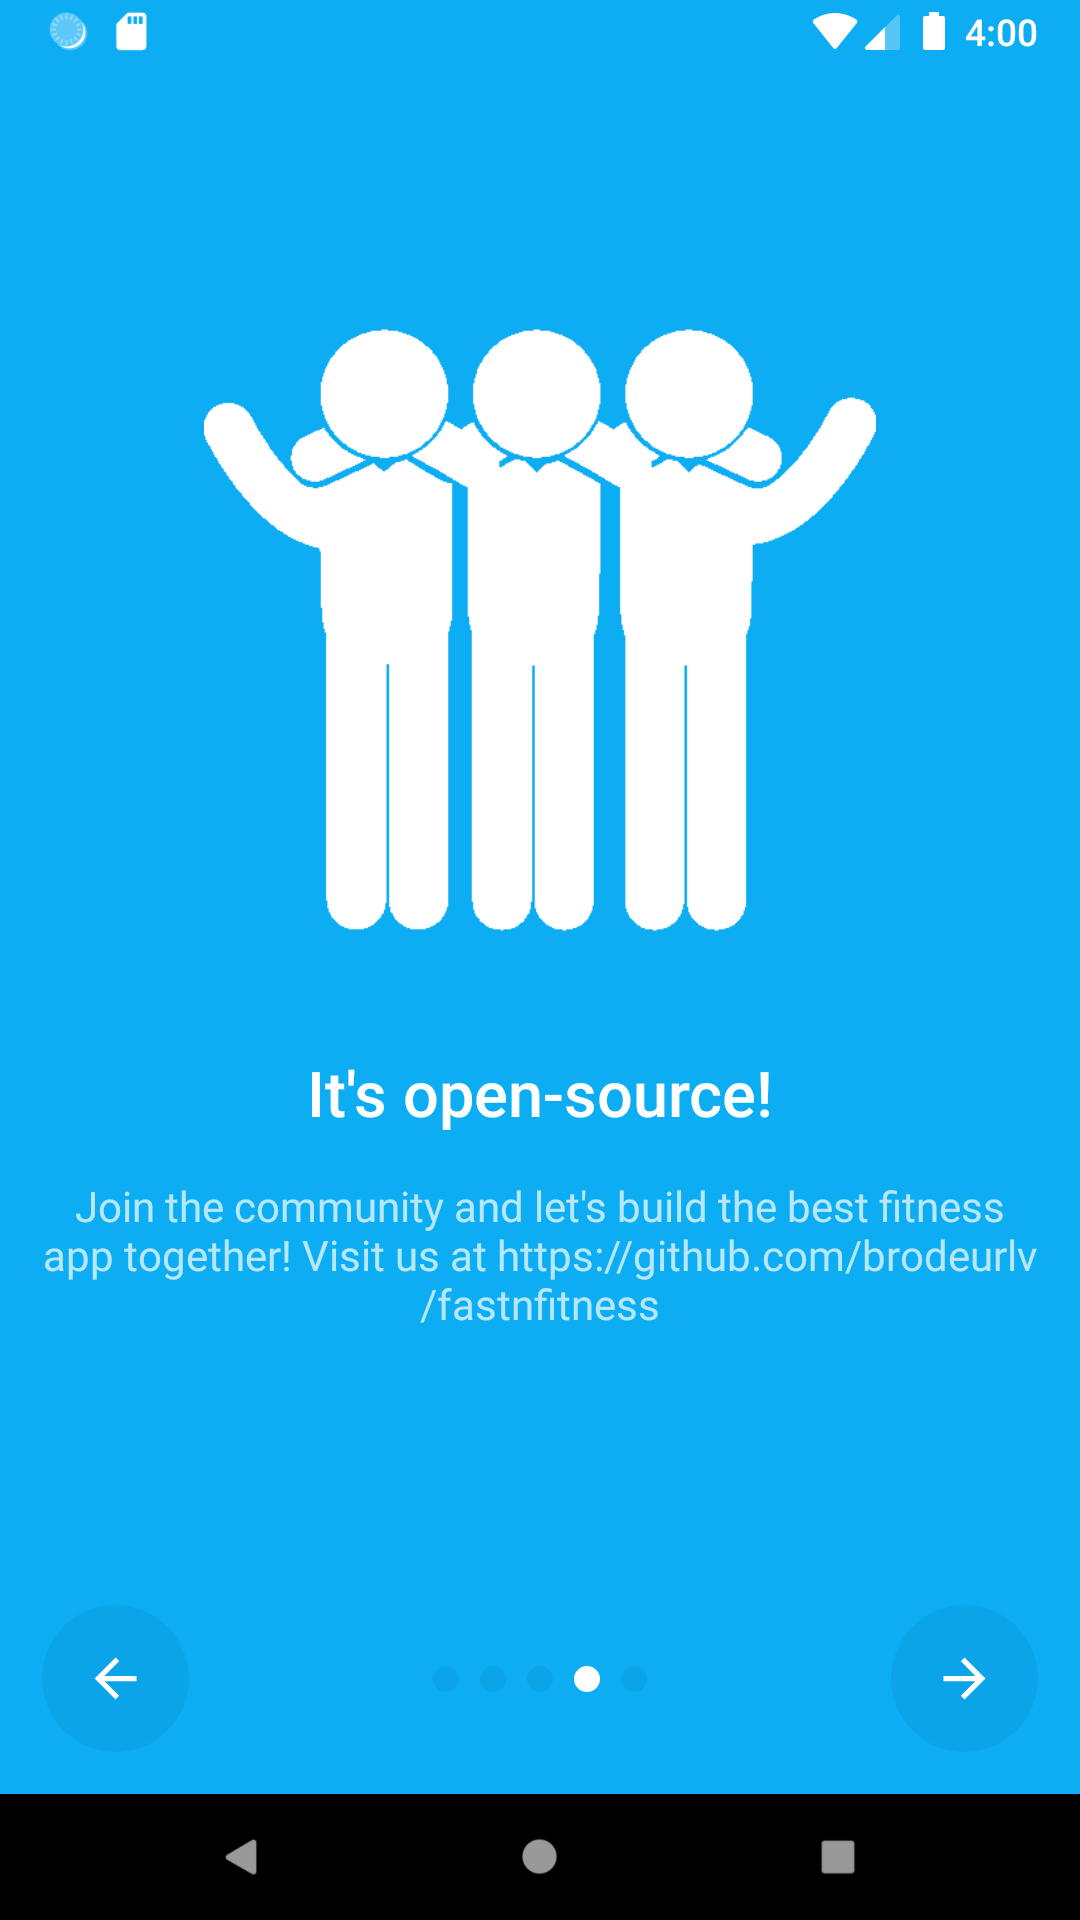 4:00
It's open-source!
Join the community and let's build the best fitness
app together! Visit us at https://github.com/brodeurlv
/fastnfitness